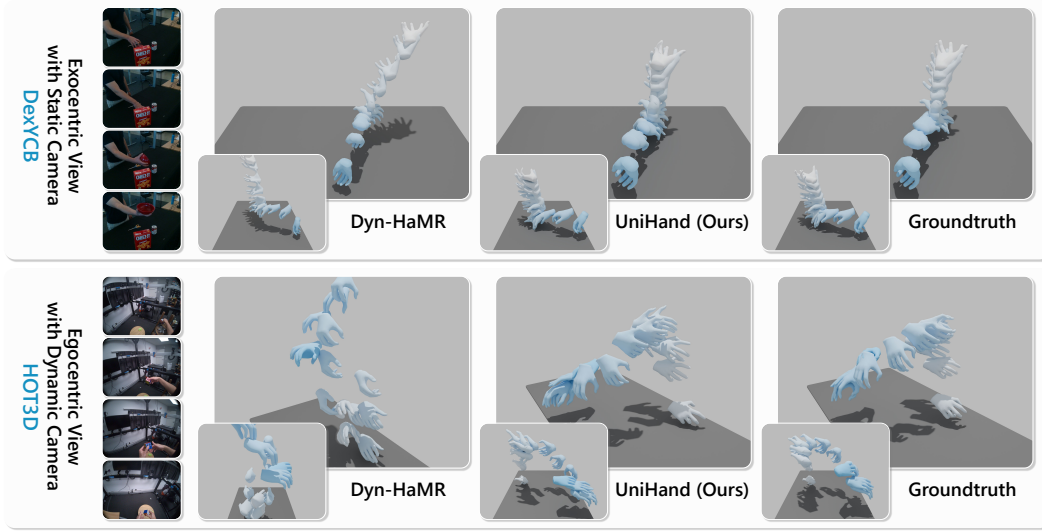 Exocentric View
with Static Camera
DexYCB
Dyn-HaMR
UniHand (Ours)
Groundtruth
Egocentric View
with Dynamic Camera
HOT3D
Dyn-HaMR
UniHand (Ours)
Groundtruth